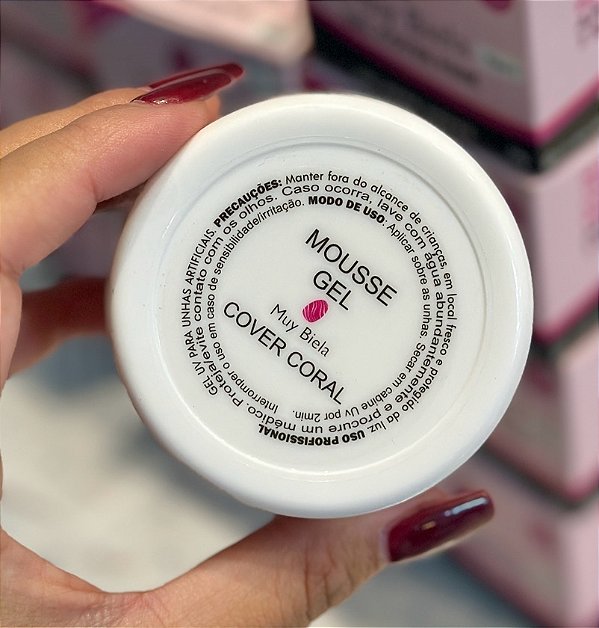 GEL UV PARA UNHAS ARTIFICIAIS. PRECAUÇÕES: Manter fora do alcance de crianças, em local fresco e protegido da luz. USO PROFISSIONAL
Proteja/evite contato com os olhos. Caso ocorra, lave com água abundantemente e procure um médico.
Interromper o uso em caso de sensibilidade/irritação. MODO DE USO: Aplicar sobre as unhas. Secar em cabine Uv por 2min.
MOUSSE
GEL
Muy Biela
COVER CORAL